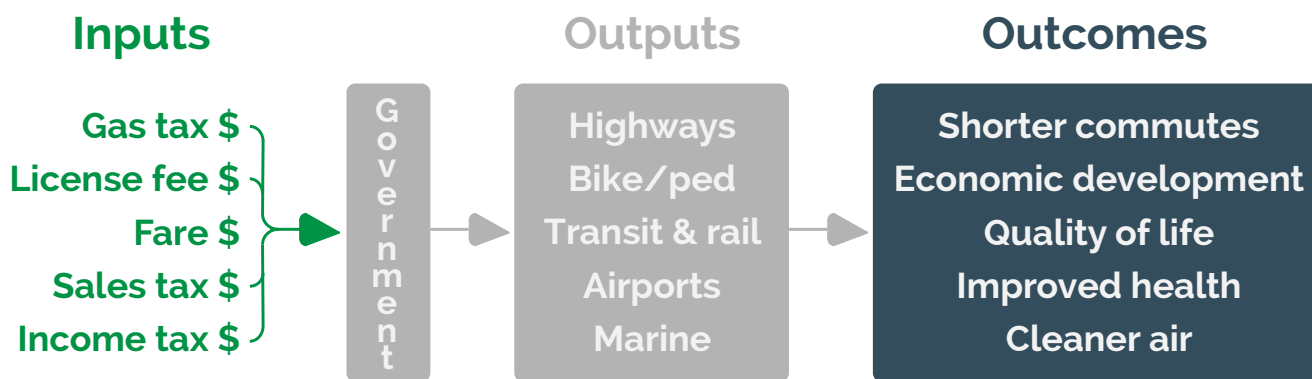 Inputs
Gas tax $
License fee $
Fare $
Sales tax $
Income tax $
Government
Outputs
Highways
Bike/ped
Transit & rail
Airports
Marine
Outcomes
Shorter commutes
Economic development
Quality of life
Improved health
Cleaner air